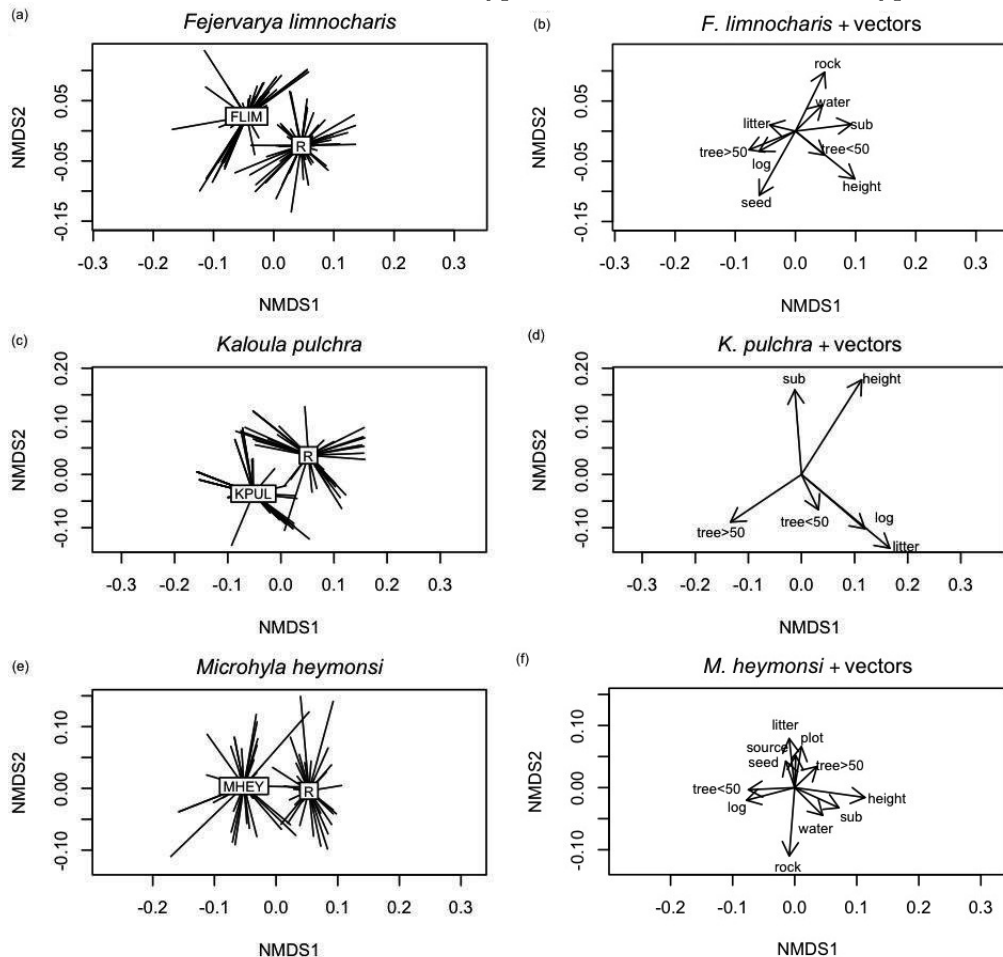 (a)
Fejervarya limnocharis
NMDS2
-0.15 -0.05 0.05
FLIM
R
-0.3 -0.2 -0.1 0.0 0.1 0.2 0.3
NMDS1
(b)
F. limnocharis + vectors
NMDS2
-0.15 -0.05 0.05
rock
water
litter
sub
tree>50
tree<50
log
height
seed
-0.3 -0.2 -0.1 0.0 0.1 0.2 0.3
NMDS1
(c)
Kaloula pulchra
NMDS2
-0.10 0.00 0.10 0.20
R
KPUL
-0.3 -0.2 -0.1 0.0 0.1 0.2 0.3
NMDS1
(d)
K. pulchra + vectors
NMDS2
-0.10 0.00 0.10 0.20
sub
height
tree>50
tree<50
log
litter
-0.3 -0.2 -0.1 0.0 0.1 0.2 0.3
NMDS1
(e)
Microhyla heymonsi
NMDS2
-0.10 0.00 0.10
MHEY
R
-0.2 -0.1 0.0 0.1 0.2 0.3
NMDS1
(f)
M. heymonsi + vectors
NMDS2
-0.10 0.00 0.10
litter
plot
source
seed
tree>50
tree<50
log
height
sub
water
rock
-0.2 -0.1 0.0 0.1 0.2 0.3
NMDS1